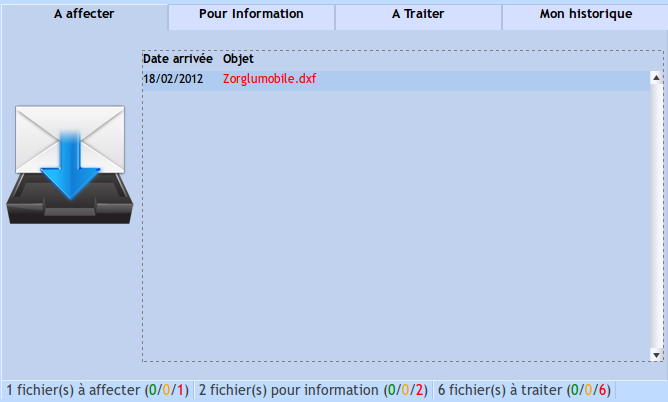 A affecter Pour Information A Traiter Mon historique
Date arrivée Objet
18/02/2012 Zorglumobile.dxf
1 fichier(s) à affecter (0/0/1) 2 fichier(s) pour information (0/0/2) 6 fichier(s) à traiter (0/0/6)